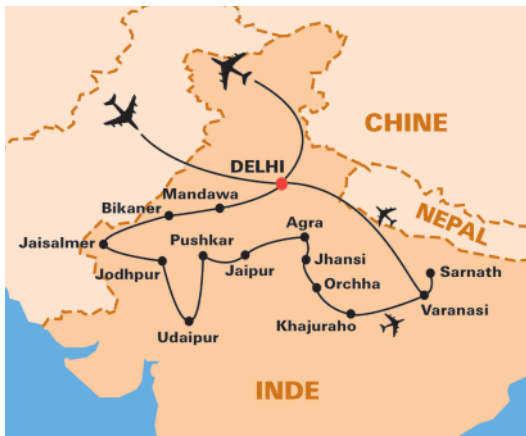 CHINE
DELHI
NEPAL
Mandawa
Bikaner
Jaisalmer
Jodhpur
Pushkar
Jaipur
Agra
Jhansi
Orchha
Sarnath
Varanasi
Khajuraho
Udaipur
INDE